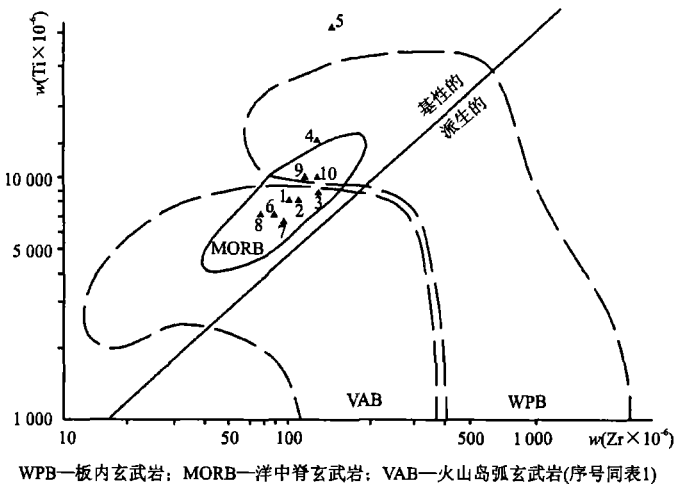 w(Ti×10⁻⁶)
5
基性的
派生的
4
9 10
10 000
1 2 3
6
8 7
5 000
MORB
VAB WPB
1 000
10 50 100 500 1 000 w(Zr×10⁻⁶)
WPB—板内玄武岩；MORB—洋中脊玄武岩；VAB—火山岛弧玄武岩(序号同表1)